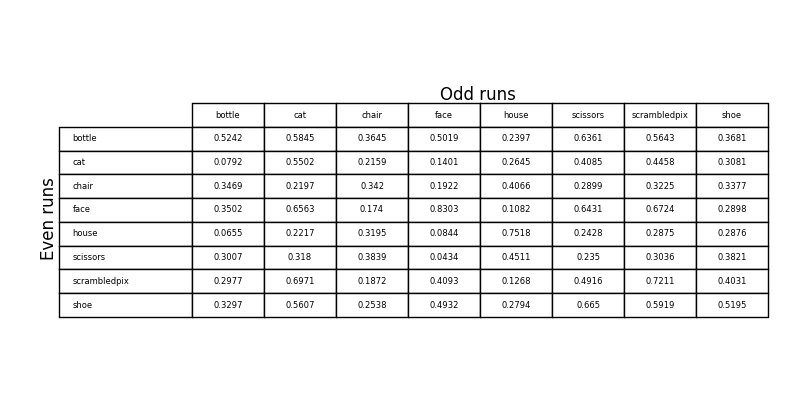 Odd runs
bottle cat chair face house scissors scrambledpix shoe
Even runs
bottle 0.5242 0.5845 0.3645 0.5019 0.2397 0.6361 0.5643 0.3681
cat 0.0792 0.5502 0.2159 0.1401 0.2645 0.4085 0.4458 0.3081
chair 0.3469 0.2197 0.342 0.1922 0.4066 0.2899 0.3225 0.3377
face 0.3502 0.6563 0.174 0.8303 0.1082 0.6431 0.6724 0.2898
house 0.0655 0.2217 0.3195 0.0844 0.7518 0.2428 0.2875 0.2876
scissors 0.3007 0.318 0.3839 0.0434 0.4511 0.235 0.3036 0.3821
scrambledpix 0.2977 0.6971 0.1872 0.4093 0.1268 0.4916 0.7211 0.4031
shoe 0.3297 0.5607 0.2538 0.4932 0.2794 0.665 0.5919 0.5195